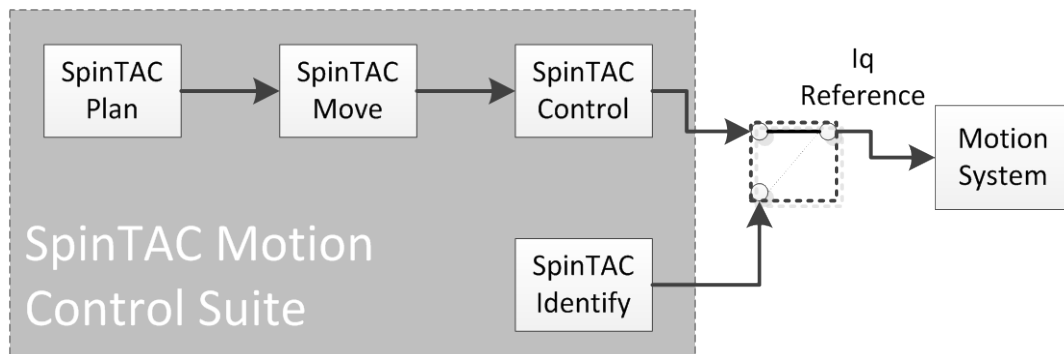 SpinTAC
Plan
SpinTAC
Move
SpinTAC
Control
Iq
Reference
Motion
System
SpinTAC Motion
Control Suite
SpinTAC
Identify